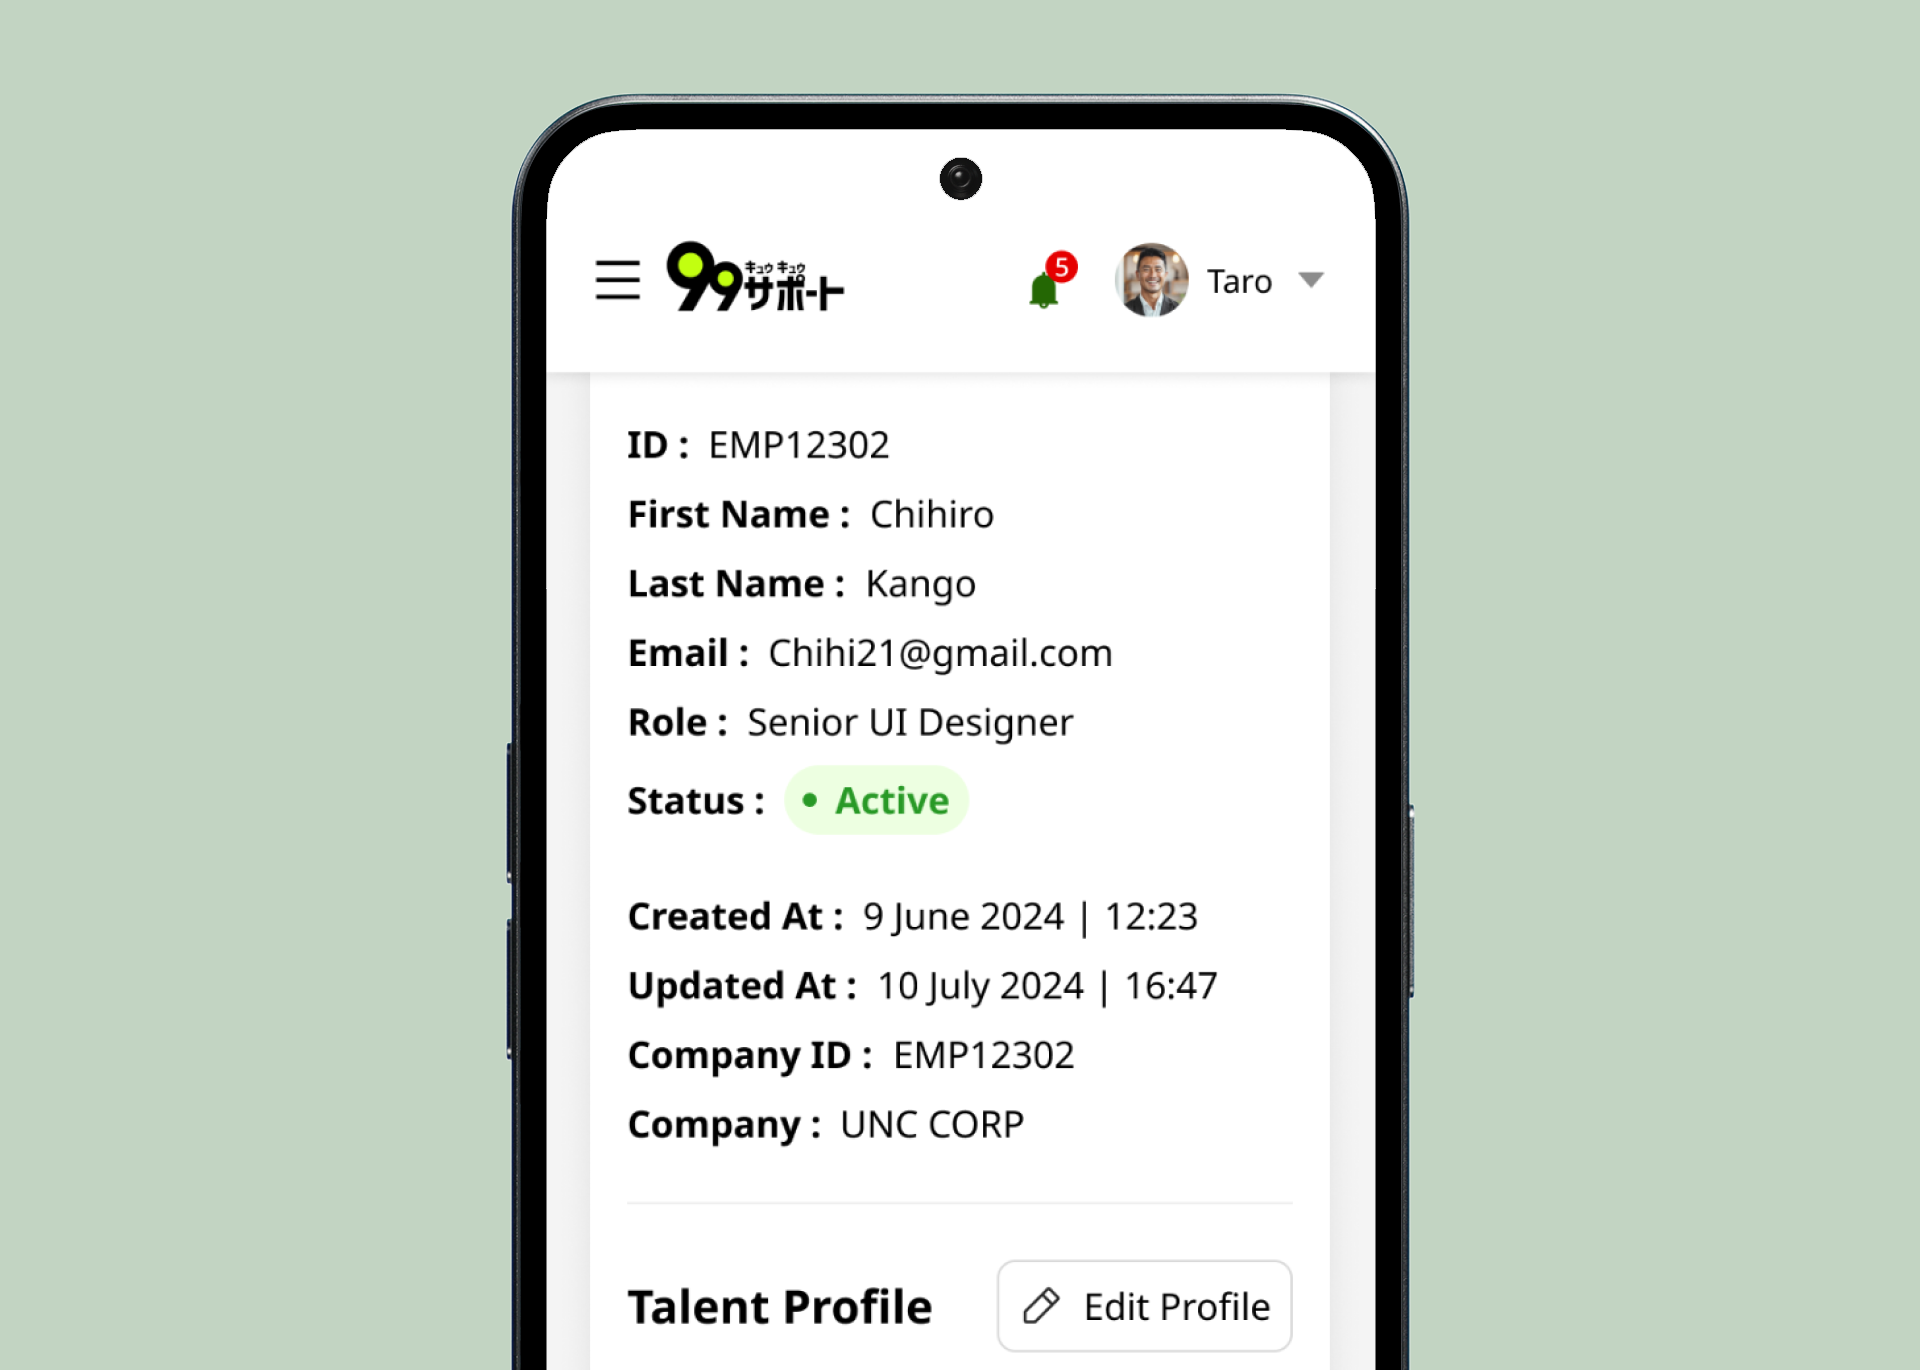 99 キュウ キュウ サポート
5
Taro
ID : EMP12302
First Name : Chihiro
Last Name : Kango
Email : Chihi21@gmail.com
Role : Senior UI Designer
Status : Active
Created At : 9 June 2024 | 12:23
Updated At : 10 July 2024 | 16:47
Company ID : EMP12302
Company : UNC CORP
Talent Profile
Edit Profile